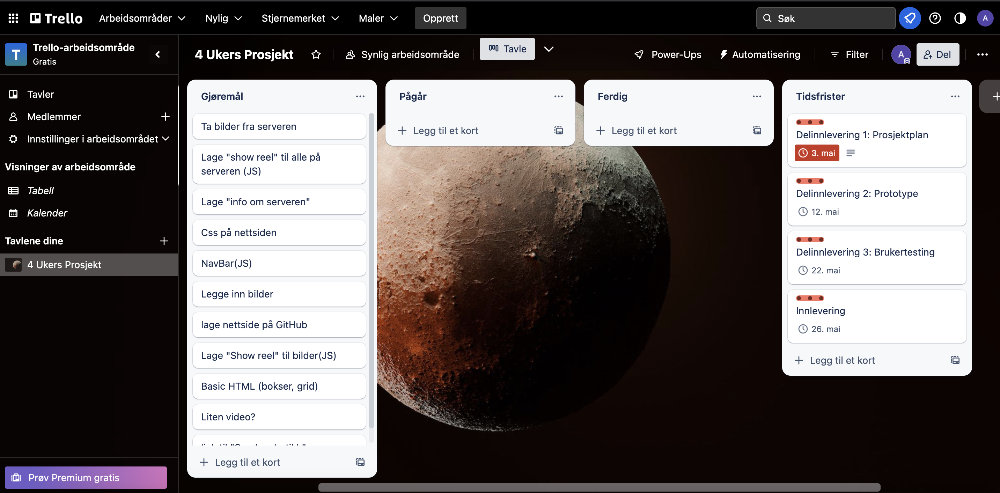 Trello
Arbeidsområder
Nylig
Stjernemerket
Maler
Opprett
Søk
A
T
Trello-arbeidsområde
Gratis
4 Ukers Prosjekt
Synlig arbeidsområde
Tavle
Power-Ups
Automatisering
Filter
A
Del
Tavler
Medlemmer
Innstillinger i arbeidsområdet
Visninger av arbeidsområde
Tabell
Kalender
Tavlene dine
4 Ukers Prosjekt
Prøv Premium gratis
Gjøremål
Ta bilder fra serveren
Lage "show reel" til alle på
serveren (JS)
Lage "info om serveren"
Css på nettsiden
NavBar(JS)
Legge inn bilder
lage nettside på GitHub
Lage "Show reel" til bilder(JS)
Basic HTML (bokser, grid)
Liten video?
Legg til et kort
Pågår
Legg til et kort
Ferdig
Legg til et kort
Tidsfrister
Delinnlevering 1: Prosjektplan
3. mai
Delinnlevering 2: Prototype
12. mai
Delinnlevering 3: Brukertesting
22. mai
Innlevering
26. mai
Legg til et kort